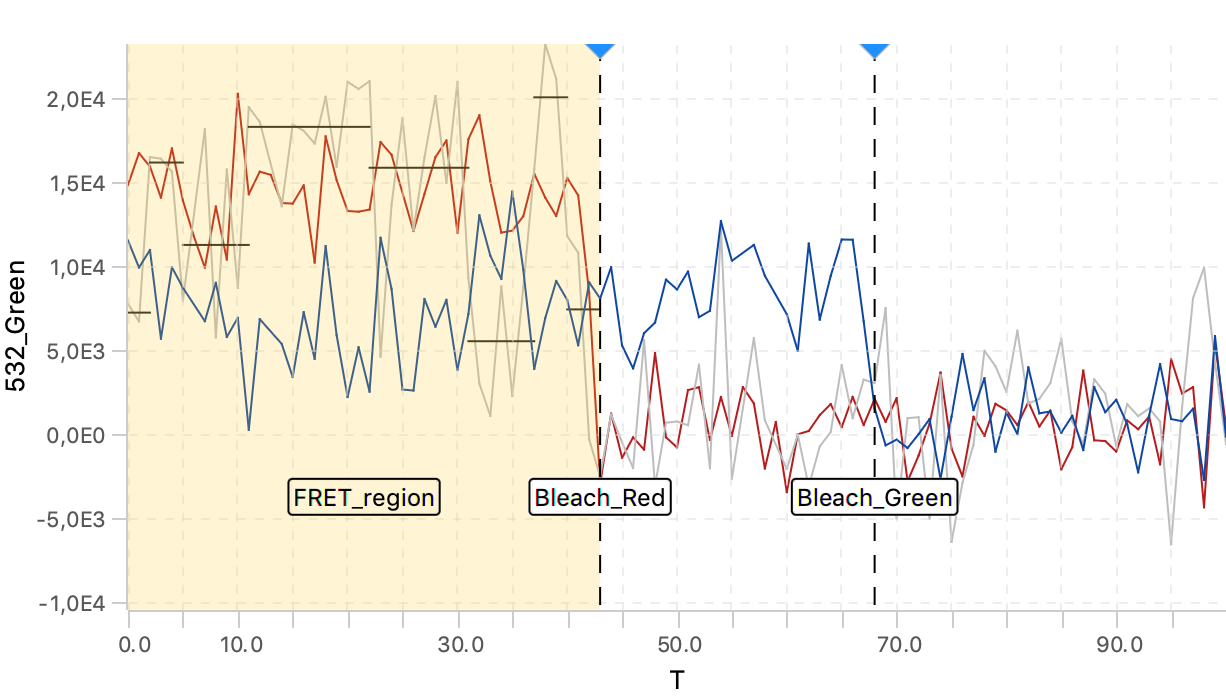 2,0E4
1,5E4
1,0E4
5,0E3
0,0E0
-5,0E3
-1,0E4
532_Green
FRET_region
Bleach_Red
Bleach_Green
0.0
10.0
30.0
50.0
70.0
90.0
T